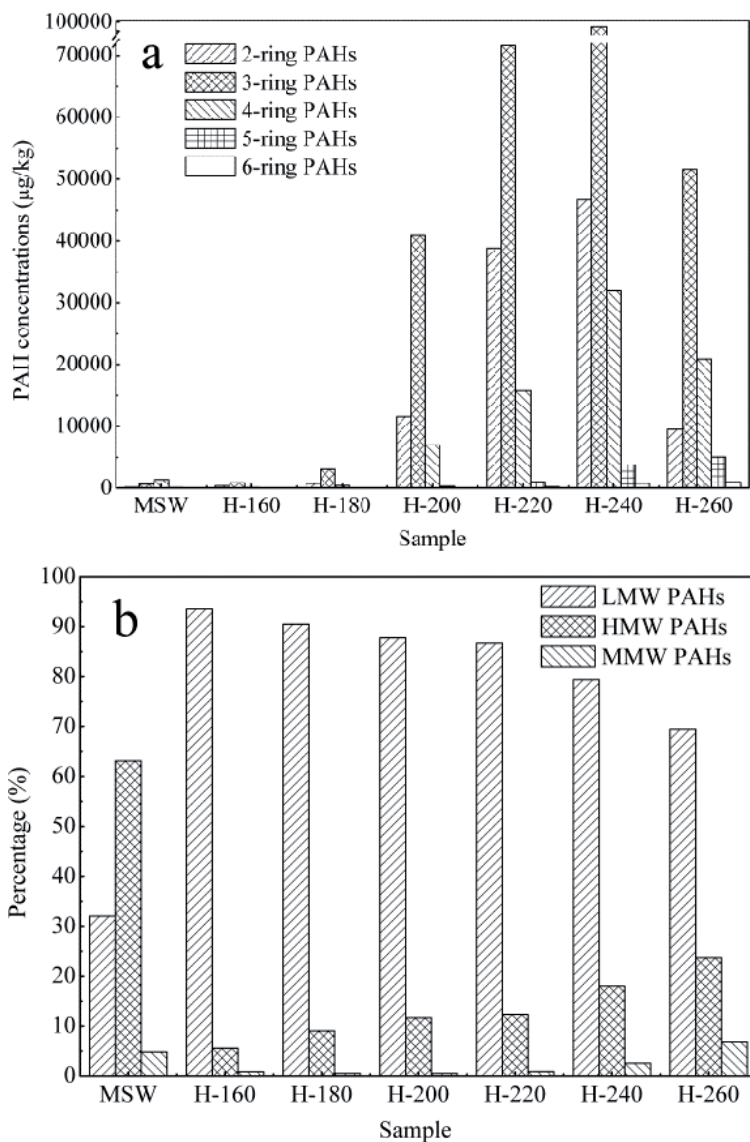 a
2-ring PAHs
3-ring PAHs
4-ring PAHs
5-ring PAHs
6-ring PAHs
100000
70000
60000
50000
40000
30000
20000
10000
0
PAH concentrations (μg/kg)
MSW H-160 H-180 H-200 H-220 H-240 H-260
Sample
b
LMW PAHs
HMW PAHs
MMW PAHs
100
90
80
70
60
50
40
30
20
10
0
Percentage (%)
MSW H-160 H-180 H-200 H-220 H-240 H-260
Sample